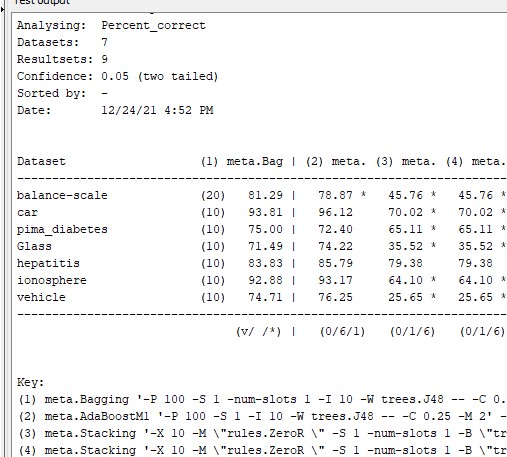 Test output
Analysing: Percent_correct
Datasets: 7
Resultsets: 9
Confidence: 0.05 (two tailed)
Sorted by: -
Date: 12/24/21 4:52 PM
Dataset (1) meta.Bag | (2) meta. (3) meta. (4) meta.
--------------------------------------------------------------
balance-scale (20) 81.29 | 78.87 * 45.76 * 45.76 *
car (10) 93.81 | 96.12 70.02 * 70.02 *
pima_diabetes (10) 75.00 | 72.40 65.11 * 65.11 *
Glass (10) 71.49 | 74.22 35.52 * 35.52 *
hepatitis (10) 83.83 | 85.79 79.38 79.38
ionosphere (10) 92.88 | 93.17 64.10 * 64.10 *
vehicle (10) 74.71 | 76.25 25.65 * 25.65 *
--------------------------------------------------------------
(v/ /*) | (0/6/1) (0/1/6) (0/1/6)
Key:
(1) meta.Bagging '-P 100 -S 1 -num-slots 1 -I 10 -W trees.J48 -- -C 0.
(2) meta.AdaBoostM1 '-P 100 -S 1 -I 10 -W trees.J48 -- -C 0.25 -M 2' -
(3) meta.Stacking '-X 10 -M \"rules.ZeroR \" -S 1 -num-slots 1 -B \"tr
(4) meta.Stacking '-X 10 -M \"rules.ZeroR \" -S 1 -num-slots 1 -B \"tr